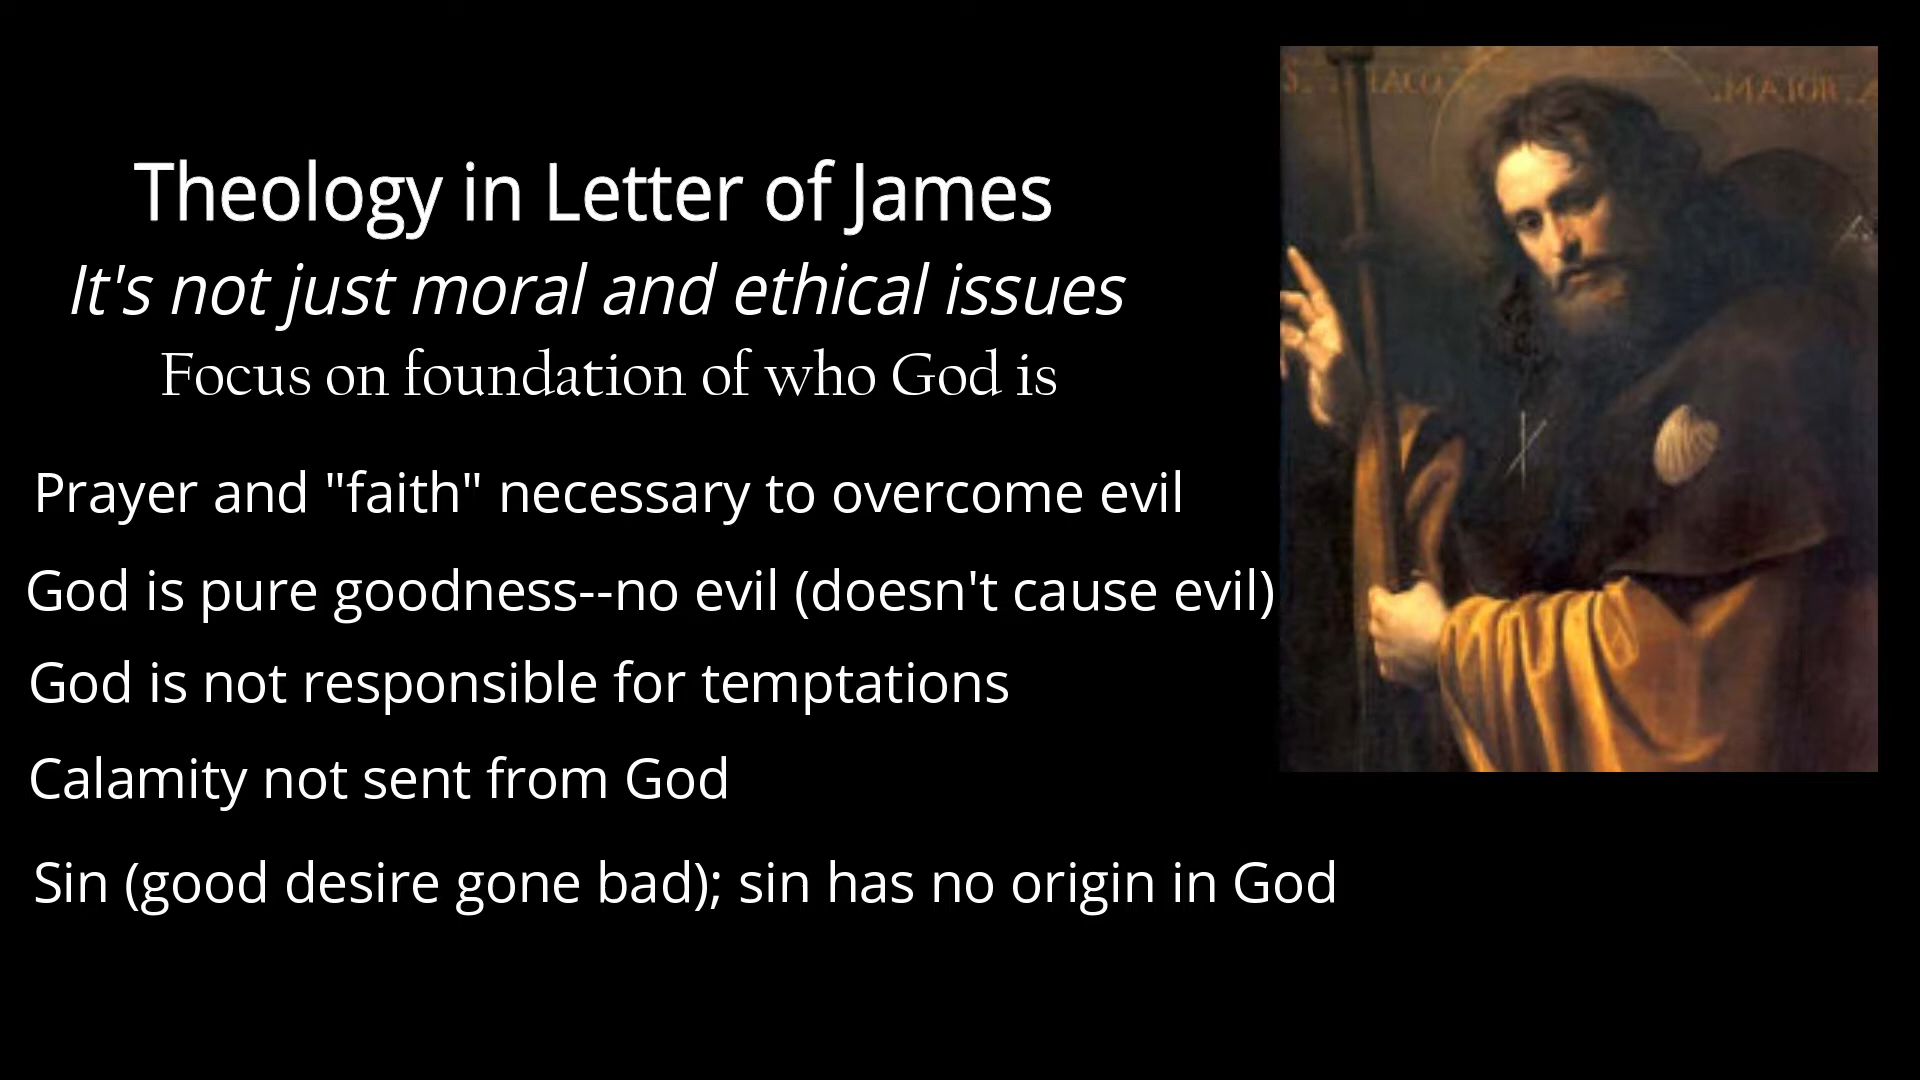 S. IACO MAIOR. A
Theology in Letter of James
It's not just moral and ethical issues
Focus on foundation of who God is
Prayer and "faith" necessary to overcome evil
God is pure goodness--no evil (doesn't cause evil)
God is not responsible for temptations
Calamity not sent from God
Sin (good desire gone bad); sin has no origin in God